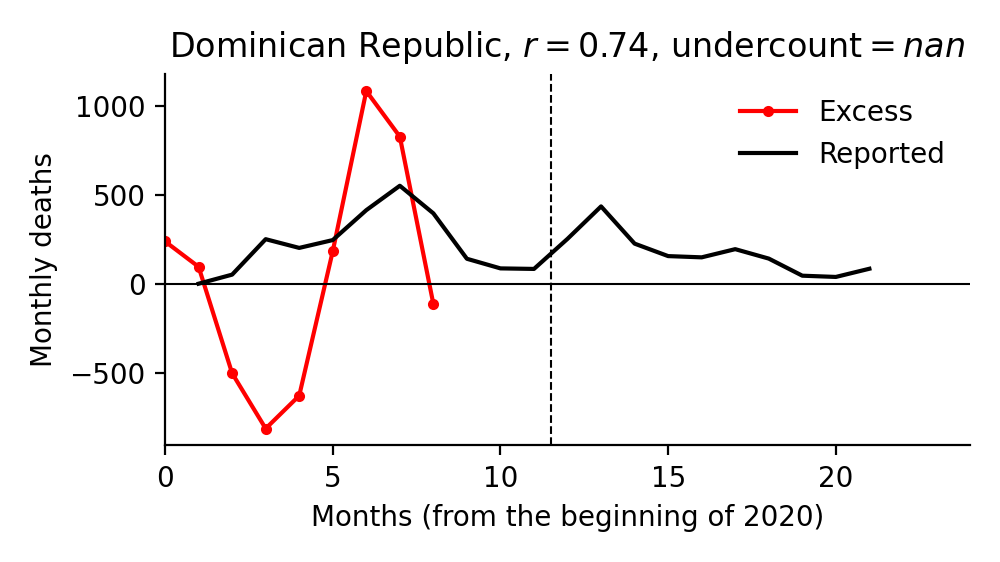 Dominican Republic, r = 0.74, undercount = nan
Excess
Reported
Monthly deaths
1000
500
0
−500
0 5 10 15 20
Months (from the beginning of 2020)